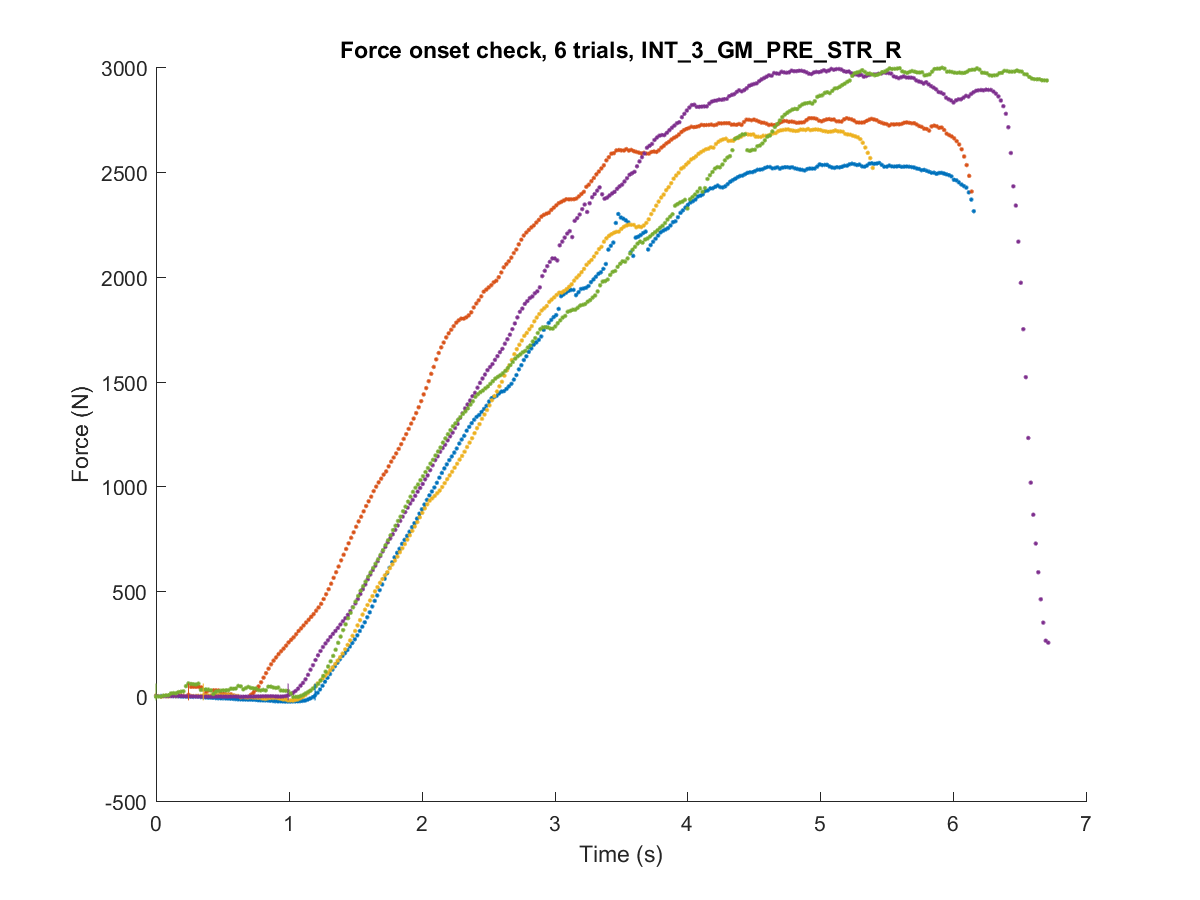 Force onset check, 6 trials, INT_3_GM_PRE_STR_R
3000
2500
2000
1500
1000
500
0
-500
Force (N)
0 1 2 3 4 5 6 7
Time (s)